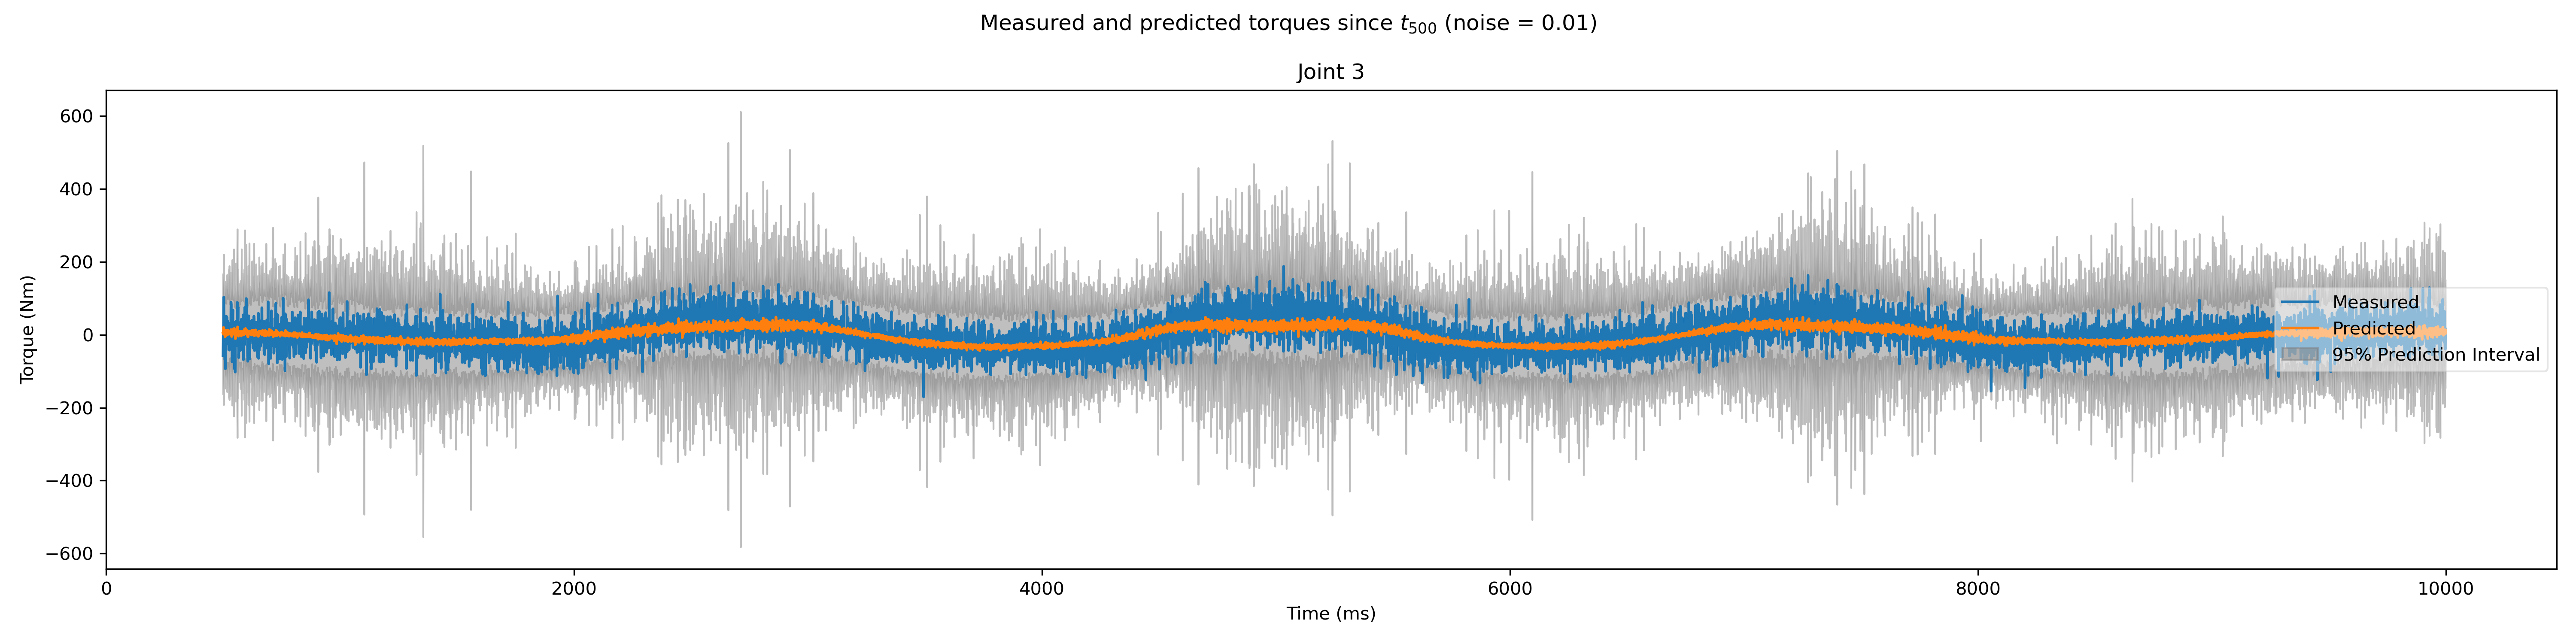 Measured and predicted torques since t₅₀₀ (noise = 0.01)
Joint 3
Torque (Nm)
600
400
200
0
−200
−400
−600
Measured
Predicted
95% Prediction Interval
0 2000 4000 6000 8000 10000
Time (ms)